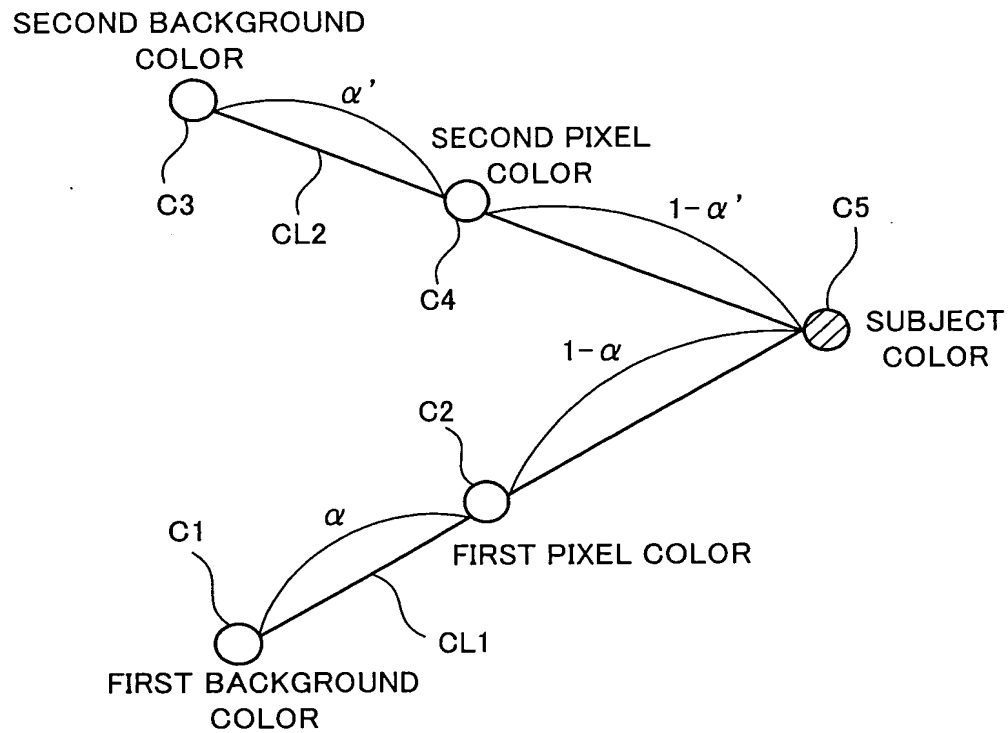 SECOND BACKGROUND
COLOR
α'
SECOND PIXEL
COLOR
C3
CL2
C4
1-α'
C5
SUBJECT
COLOR
1-α
C2
α
C1
FIRST PIXEL COLOR
CL1
FIRST BACKGROUND
COLOR